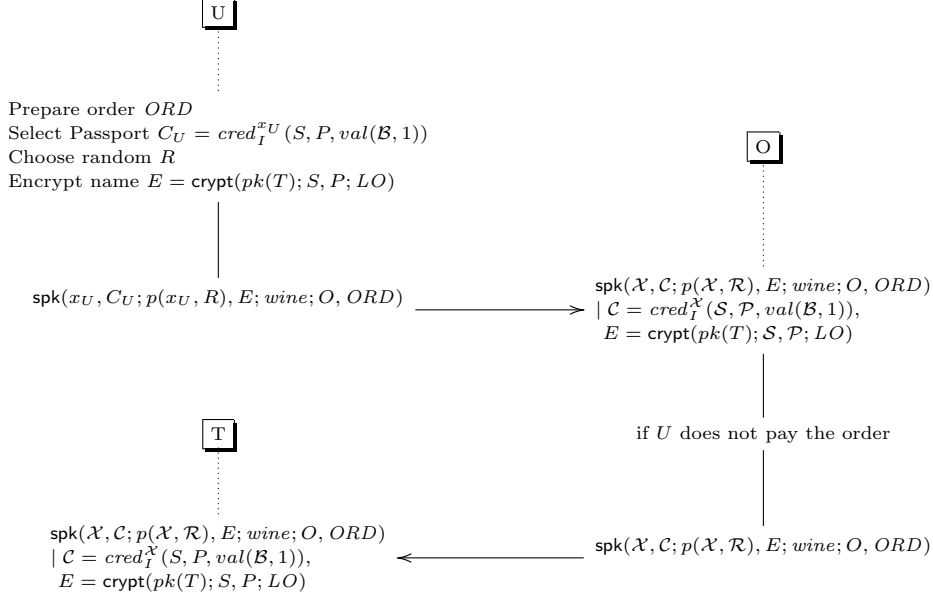 U
Prepare order ORD
Select Passport C_U = cred_I^{x_U}(S, P, val(ℬ, 1))
Choose random R
Encrypt name E = crypt(pk(T); S, P; LO)
O
spk(x_U, C_U; p(x_U, R), E; wine; O, ORD)
spk(𝒳, 𝒞; p(𝒳, ℛ), E; wine; O, ORD)
| 𝒞 = cred_I^𝒳(𝒮, 𝒫, val(ℬ, 1)),
E = crypt(pk(T); 𝒮, 𝒫; LO)
if U does not pay the order
T
spk(𝒳, 𝒞; p(𝒳, ℛ), E; wine; O, ORD)
| 𝒞 = cred_I^𝒳(S, P, val(ℬ, 1)),
E = crypt(pk(T); S, P; LO)
spk(𝒳, 𝒞; p(𝒳, ℛ), E; wine; O, ORD)